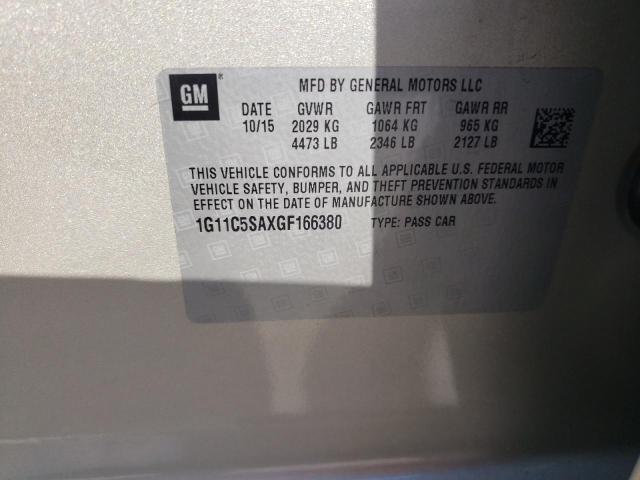 GM ® MFD BY GENERAL MOTORS LLC
DATE GVWR GAWR FRT GAWR RR
10/15 2029 KG 1064 KG 965 KG
4473 LB 2346 LB 2127 LB
THIS VEHICLE CONFORMS TO ALL APPLICABLE U.S. FEDERAL MOTOR
VEHICLE SAFETY, BUMPER, AND THEFT PREVENTION STANDARDS IN
EFFECT ON THE DATE OF MANUFACTURE SHOWN ABOVE.
1G11C5SAXGF166380 TYPE: PASS CAR